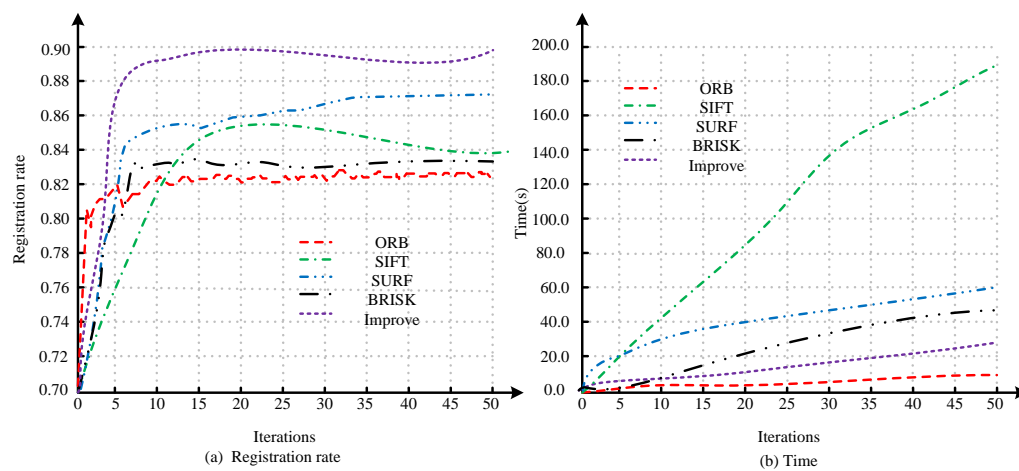 Registration rate
0.90
0.88
0.86
0.84
0.82
0.80
0.78
0.76
0.74
0.72
0.70
ORB
SIFT
SURF
BRISK
Improve
0 5 10 15 20 25 30 35 40 45 50
Iterations
(a) Registration rate
Time(s)
200.0
180.0
160.0
140.0
120.0
100.0
80.0
60.0
40.0
20.0
0.0
ORB
SIFT
SURF
BRISK
Improve
0 5 10 15 20 25 30 35 40 45 50
Iterations
(b) Time